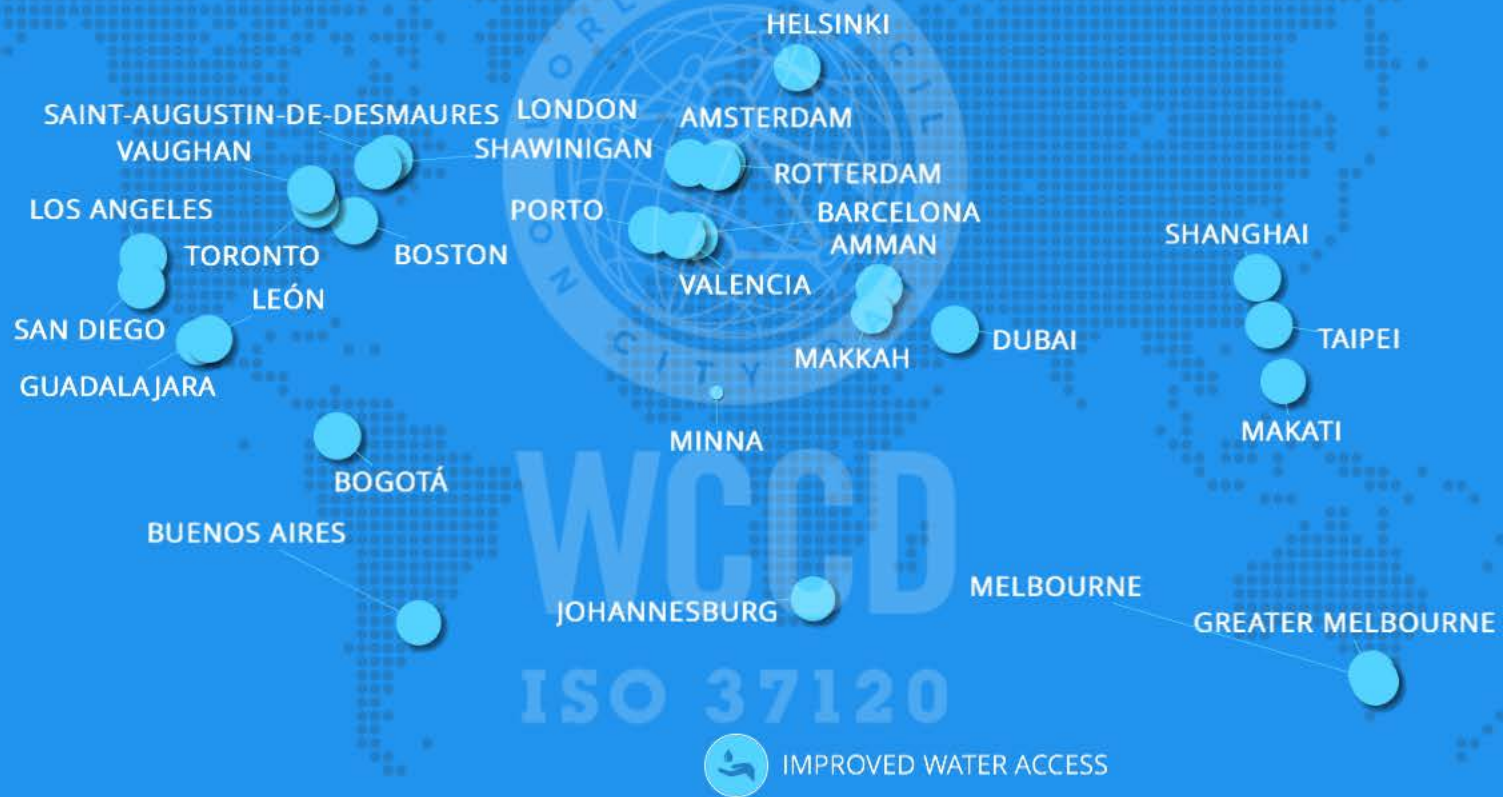 HELSINKI
SAINT-AUGUSTIN-DE-DESMAURES
LONDON
AMSTERDAM
VAUGHAN
SHAWINIGAN
ROTTERDAM
LOS ANGELES
PORTO
BARCELONA
AMMAN
SHANGHAI
TORONTO
BOSTON
VALENCIA
LEÓN
SAN DIEGO
DUBAI
TAIPEI
MAKKAH
GUADALAJARA
MINNA
MAKATI
BOGOTÁ
WCCD
BUENOS AIRES
MELBOURNE
JOHANNESBURG
GREATER MELBOURNE
ISO 37120
IMPROVED WATER ACCESS